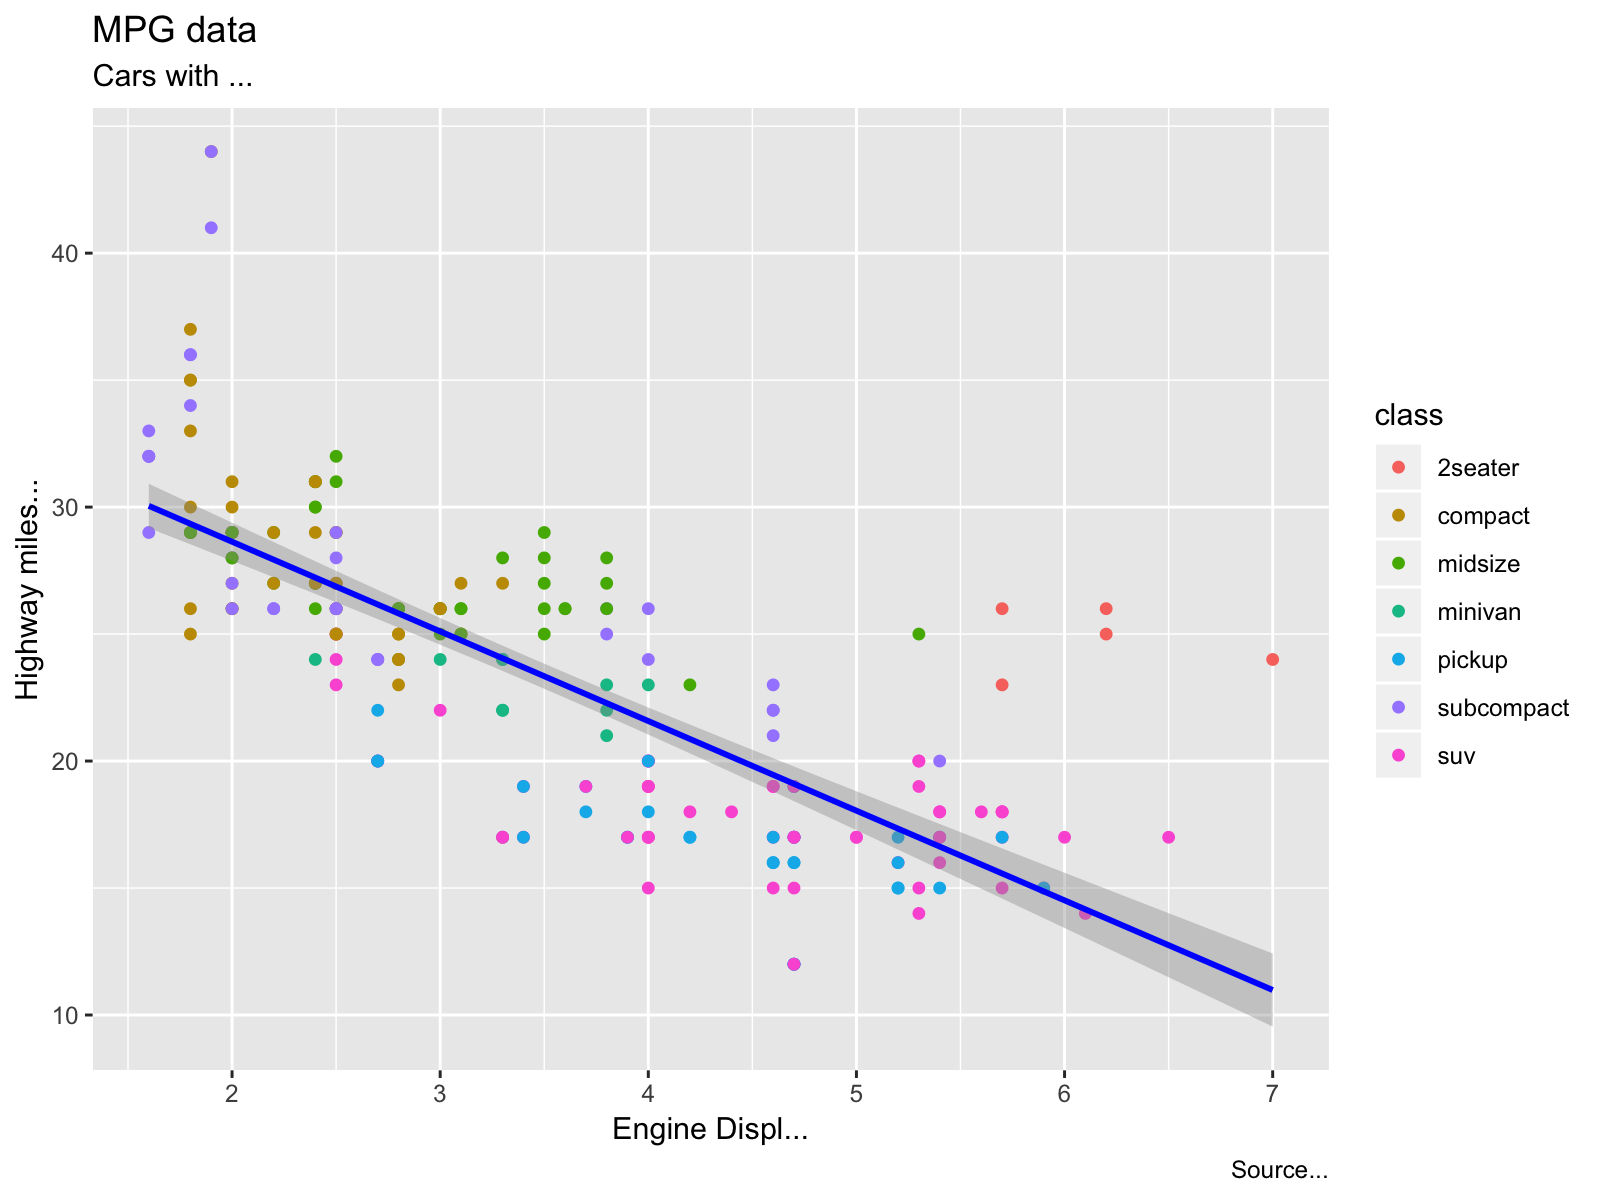 MPG data
Cars with ...
Highway miles...
40
30
20
10
2 3 4 5 6 7
Engine Displ...
Source...
class
2seater
compact
midsize
minivan
pickup
subcompact
suv